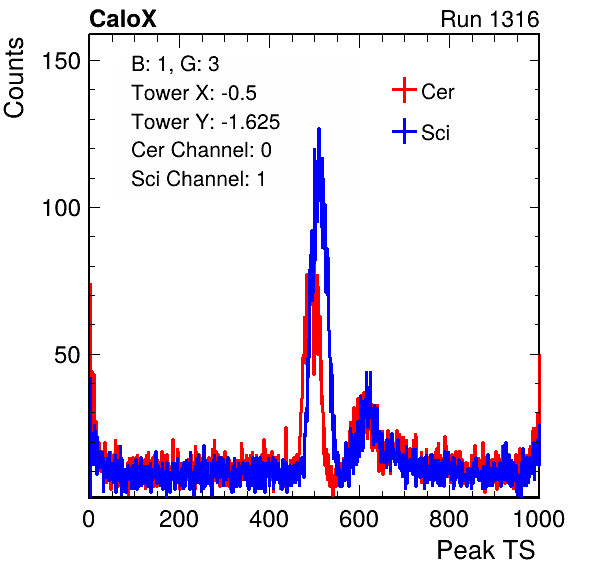 CaloX Run 1316
Counts
150
100
50
B: 1, G: 3
Tower X: -0.5
Tower Y: -1.625
Cer Channel: 0
Sci Channel: 1
Cer
Sci
0 200 400 600 800 1000
Peak TS